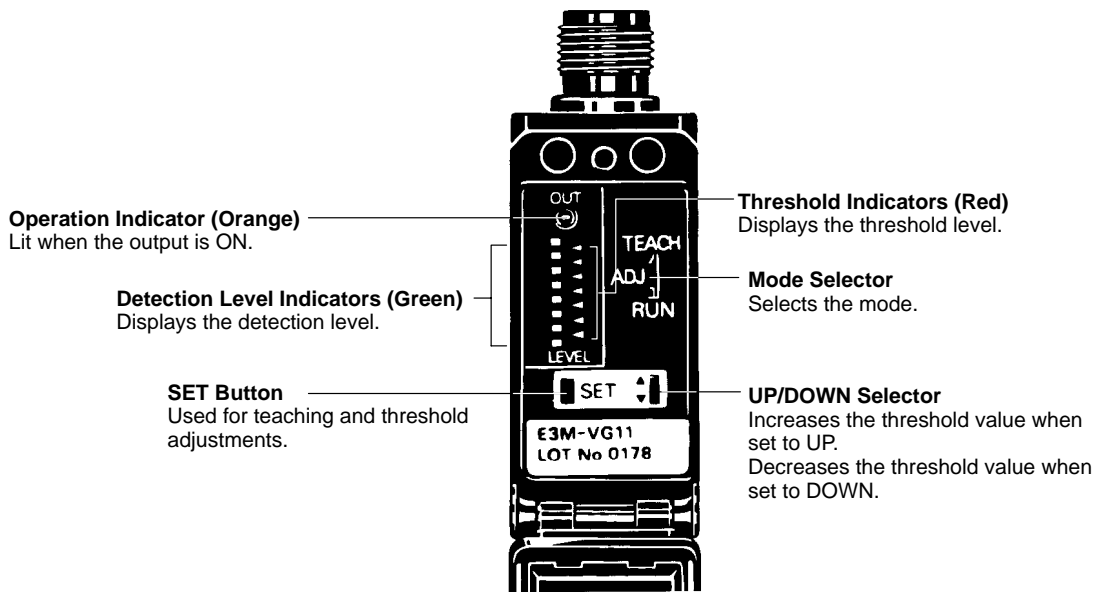 Operation Indicator (Orange)
Lit when the output is ON.
Detection Level Indicators (Green)
Displays the detection level.
SET Button
Used for teaching and threshold
adjustments.
OUT
TEACH
ADJ
RUN
LEVEL
SET
E3M-VG11
LOT No 0178
Threshold Indicators (Red)
Displays the threshold level.
Mode Selector
Selects the mode.
UP/DOWN Selector
Increases the threshold value when
set to UP.
Decreases the threshold value when
set to DOWN.